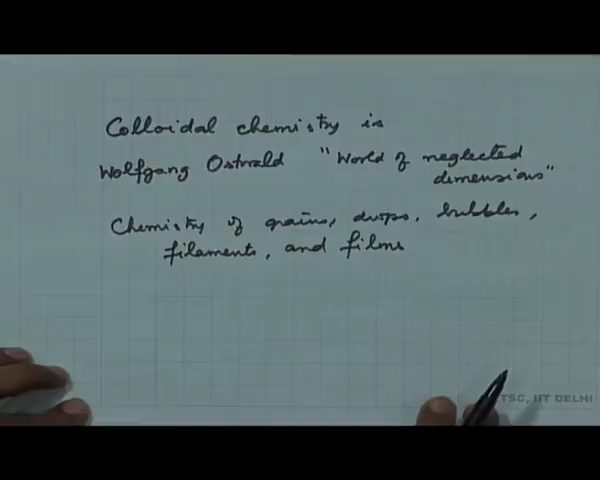 Colloidal chemistry is
Wolfgang Ostwald "World of neglected
dimensions"
Chemistry of grains, drops, bubbles,
filaments, and films
TSC, IIT DELHI